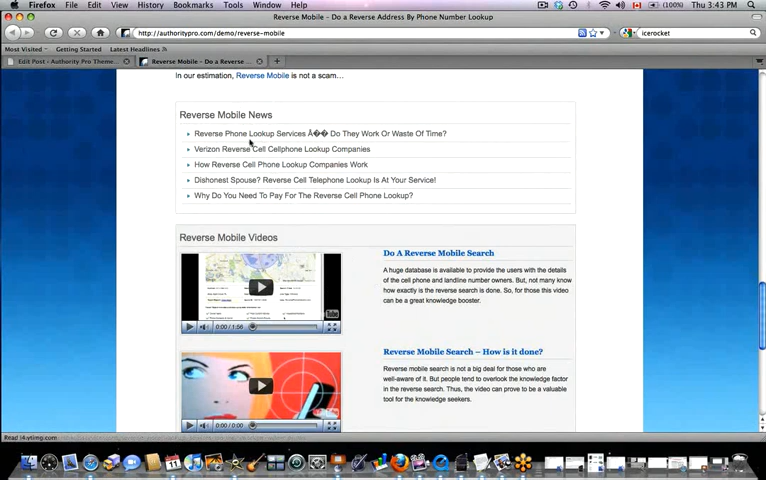 Firefox File Edit View History Bookmarks Tools Window Help (100%) Thu 3:43 PM
Reverse Mobile - Do a Reverse Address By Phone Number Lookup
http://authoritypro.com/demo/reverse-mobile
icerocket
Most Visited Getting Started Latest Headlines
Edit Post - Authority Pro Theme... Reverse Mobile - Do a Reverse ...
In our estimation, Reverse Mobile is not a scam…
Reverse Mobile News
Reverse Phone Lookup Services Â�� Do They Work Or Waste Of Time?
Verizon Reverse Cell Cellphone Lookup Companies
How Reverse Cell Phone Lookup Companies Work
Dishonest Spouse? Reverse Cell Telephone Lookup Is At Your Service!
Why Do You Need To Pay For The Reverse Cell Phone Lookup?
Reverse Mobile Videos
Do A Reverse Mobile Search
A huge database is available to provide the users with the details
of the cell phone and landline number owners. But, not many know
how exactly is the reverse search is done. So, for those this video
can be a great knowledge booster.
0:00 / 1:56
Reverse Mobile Search – How is it done?
Reverse mobile search is not a big deal for those who are
well-aware of it. But people tend to overlook the knowledge factor
in the reverse search. Thus, the video can prove to be a valuable
tool for the knowledge seekers.
0:00 / 0:00
Read i4.ytimg.com